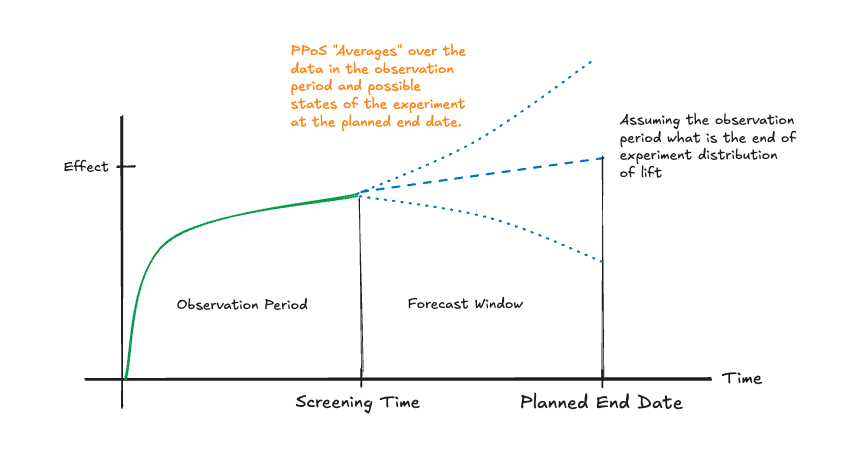 PPoS "Averages" over the
data in the observation
period and possible
states of the experiment
at the planned end date.
Assuming the observation
period what is the end of
experiment distribution
of lift
Effect
Observation Period
Forecast Window
Time
Screening Time
Planned End Date